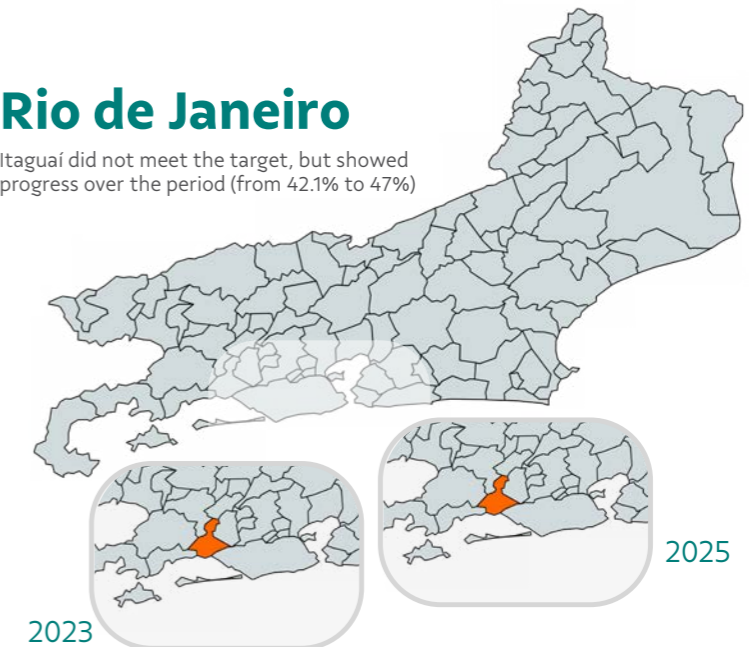 Rio de Janeiro
Itaguaí did not meet the target, but showed
progress over the period (from 42.1% to 47%)
2025
2023